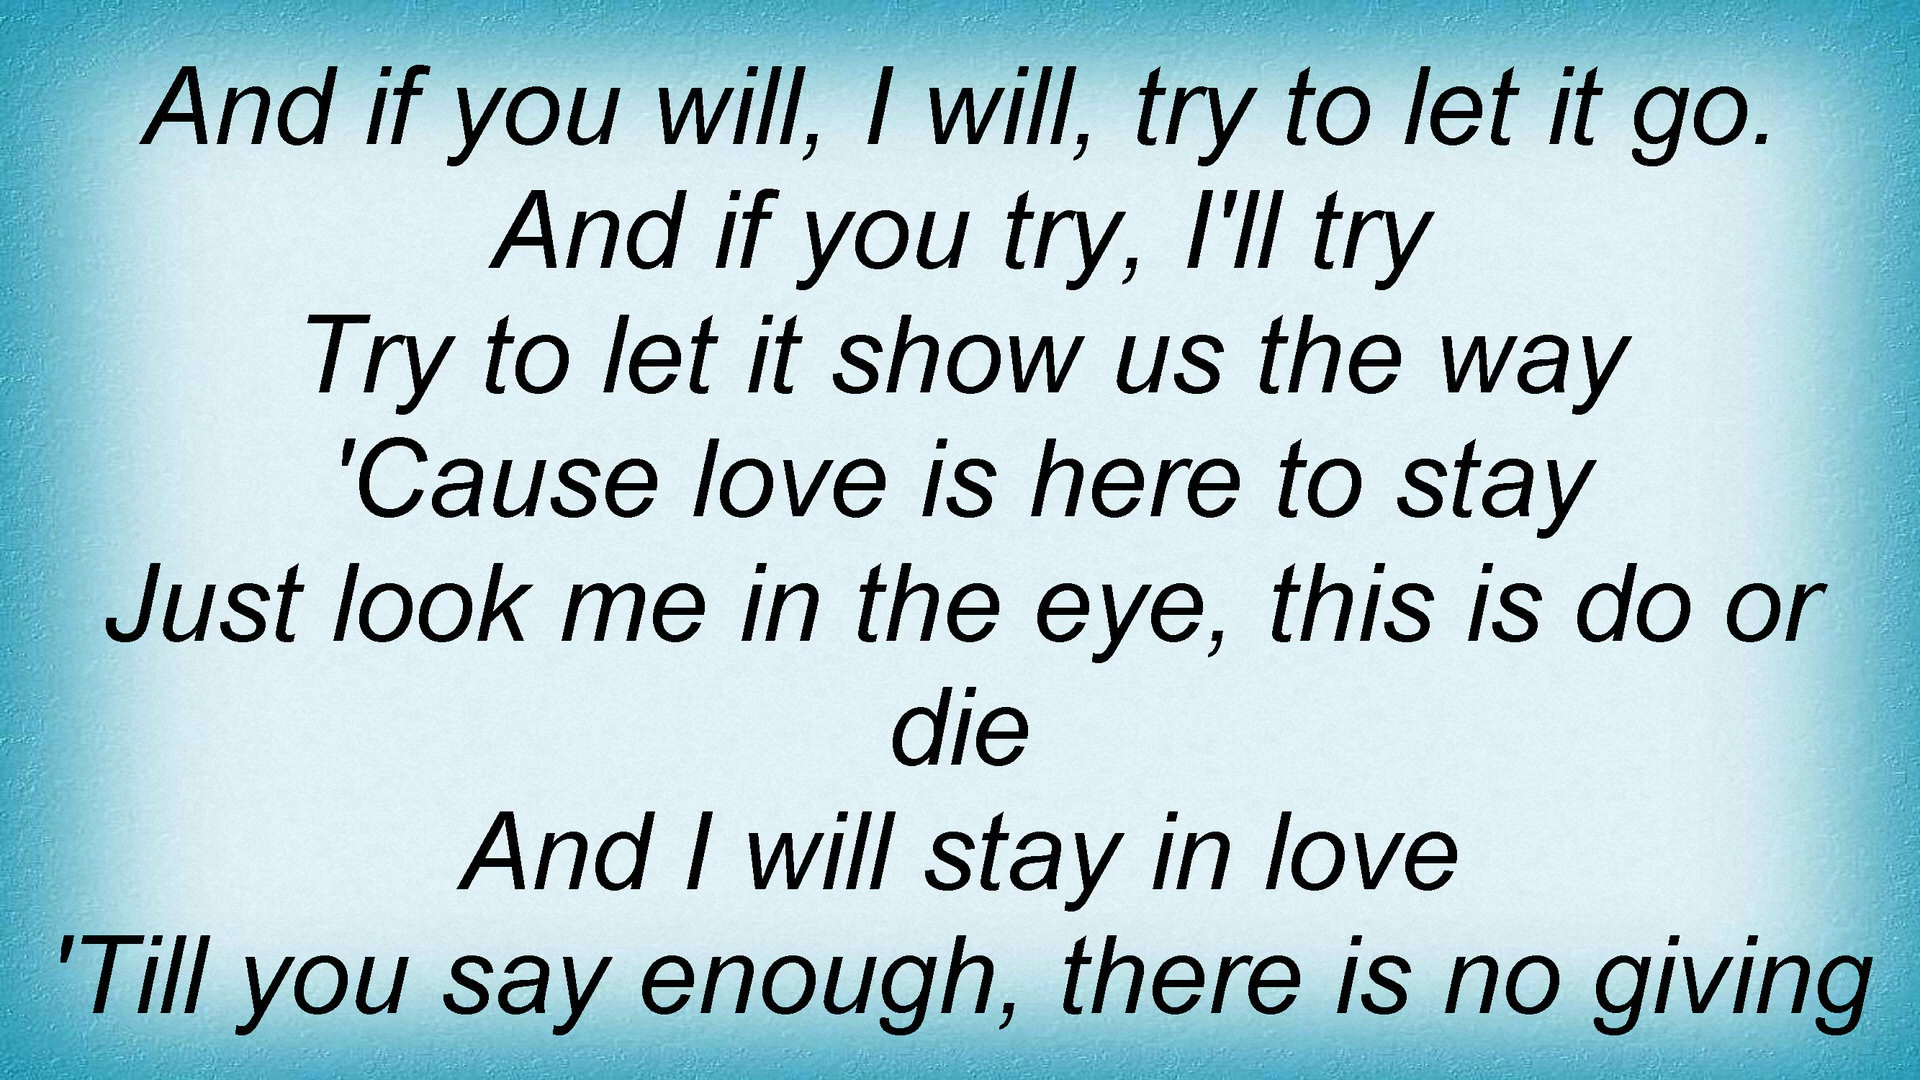 And if you will, I will, try to let it go.
And if you try, I'll try
Try to let it show us the way
'Cause love is here to stay
Just look me in the eye, this is do or
die
And I will stay in love
'Till you say enough, there is no giving